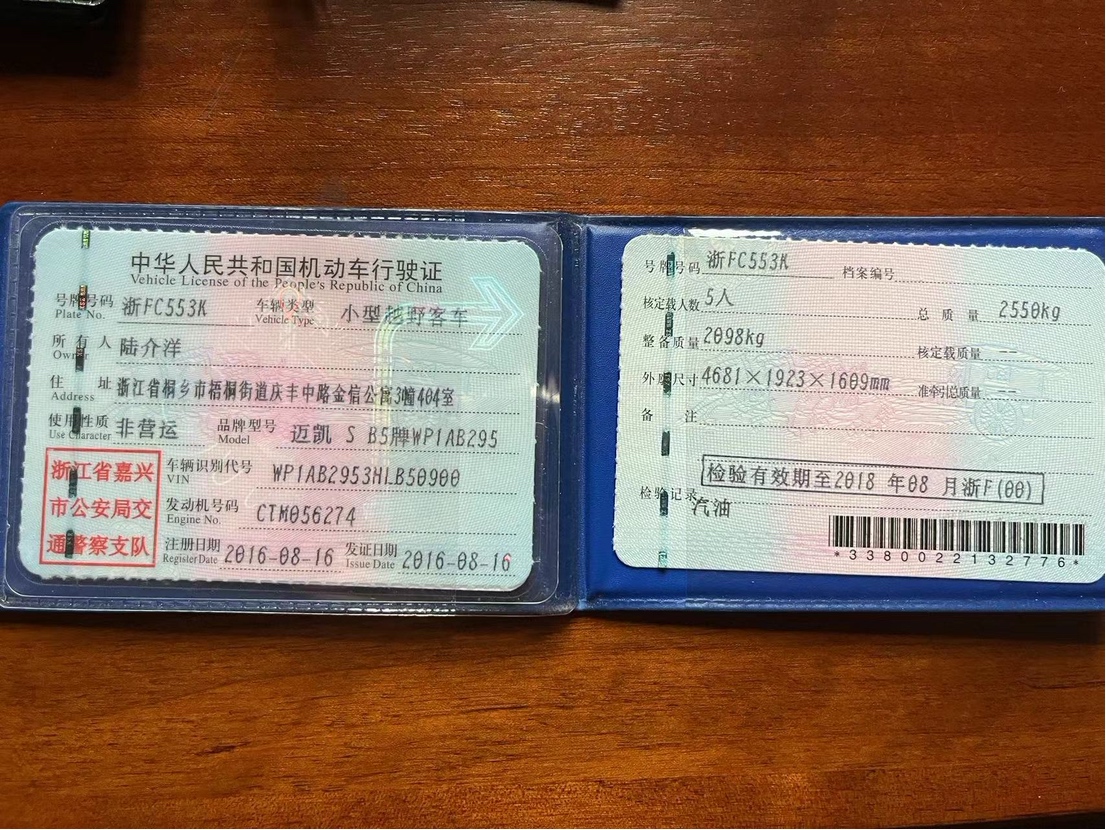 中华人民共和国机动车行驶证
Vehicle License of the People's Republic of China
号牌号码 浙FC553K 车辆类型 小型越野客车
Plate No. Vehicle Type
所有人 陆介洋
Owner
住址 浙江省桐乡市梧桐街道庆丰中路金信公寓3幢404室
Address
使用性质 非营运 品牌型号 迈凯 S B5牌WP1AB295
Use Character Model
浙江省嘉兴
市公安局交
通警察支队
车辆识别代号 WP1AB2953HLB50900
VIN
发动机号码 CTM056274
Engine No.
注册日期 2016-08-16 发证日期 2016-08-16
Register Date Issue Date
号牌号码 浙FC553K 档案编号
核定载人数 5人 总质量 2550kg
整备质量 2098kg 核定载质量 --
外廓尺寸 4681×1923×1609mm 准牵引总质量 --
备注
检验有效期至2018 年08 月浙F(00)
检验记录
汽油
*3380022132776*